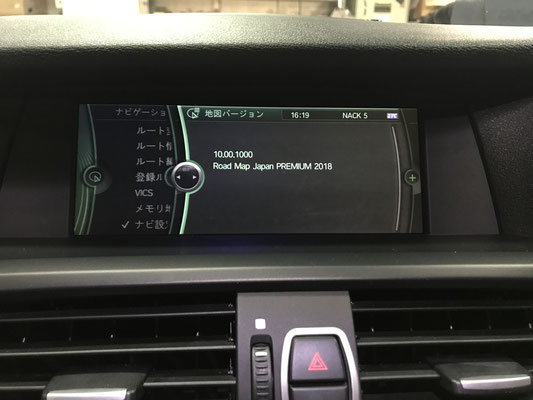 ナビゲーショ
地図バージョン
16:19
NACK 5
ルート
ルート
ルート
登録ル
VICS
メモリ地
✓ ナビ設
10.00.1000
Road Map Japan PREMIUM 2018